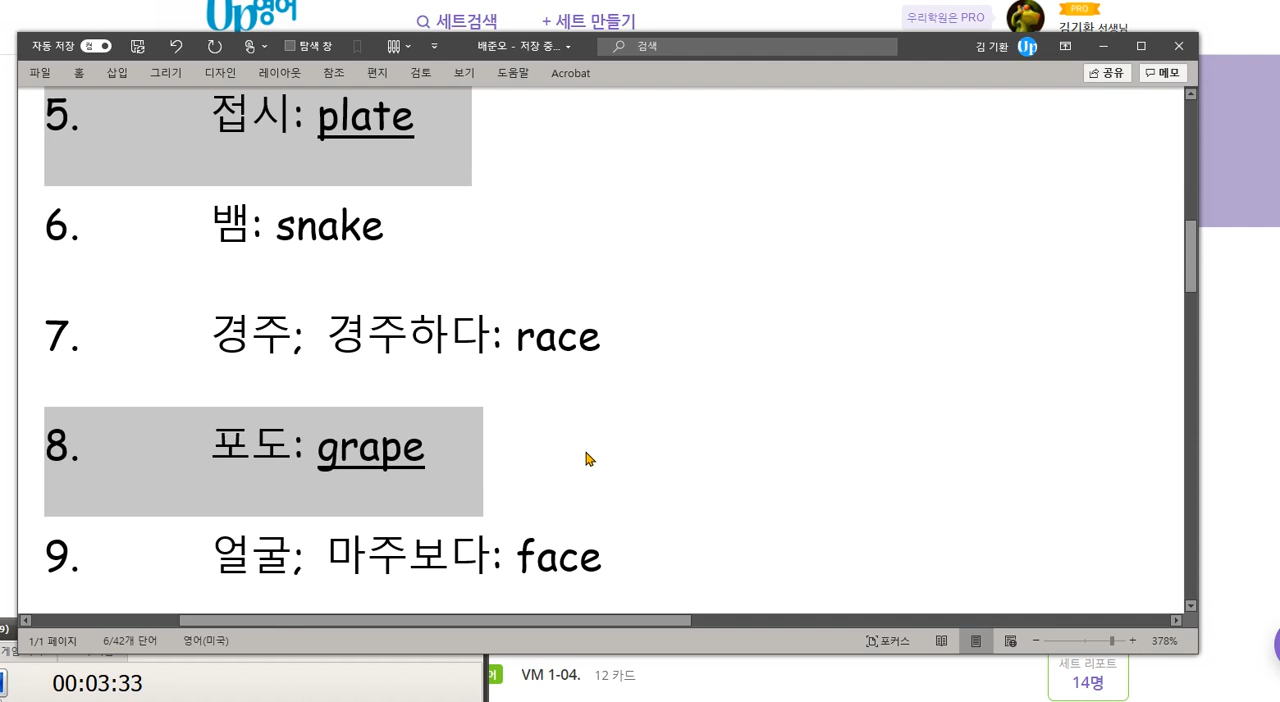 Up영어
세트검색
+ 세트 만들기
우리학원은 PRO
PRO
김기환 선생님
자동 저장
탐색 창
배준오 - 저장 중...
검색
김 기환
Up
파일 홈 삽입 그리기 디자인 레이아웃 참조 편지 검토 보기 도움말 Acrobat
공유
메모
5. 접시: plate
6. 뱀: snake
7. 경주; 경주하다: race
8. 포도: grape
9. 얼굴; 마주보다: face
1/1 페이지 6/42개 단어 영어(미국)
포커스
378%
00:03:33
VM 1-04. 12 카드
세트 리포트
14명